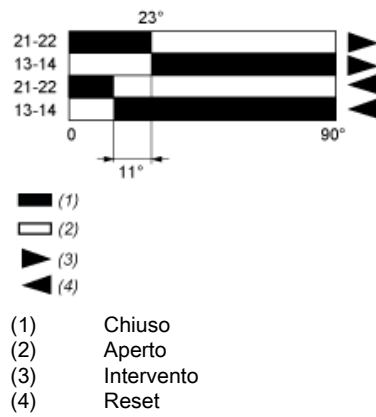 23°
21-22
13-14
21-22
13-14
0 90°
11°
(1)
(2)
(3)
(4)
(1) Chiuso
(2) Aperto
(3) Intervento
(4) Reset